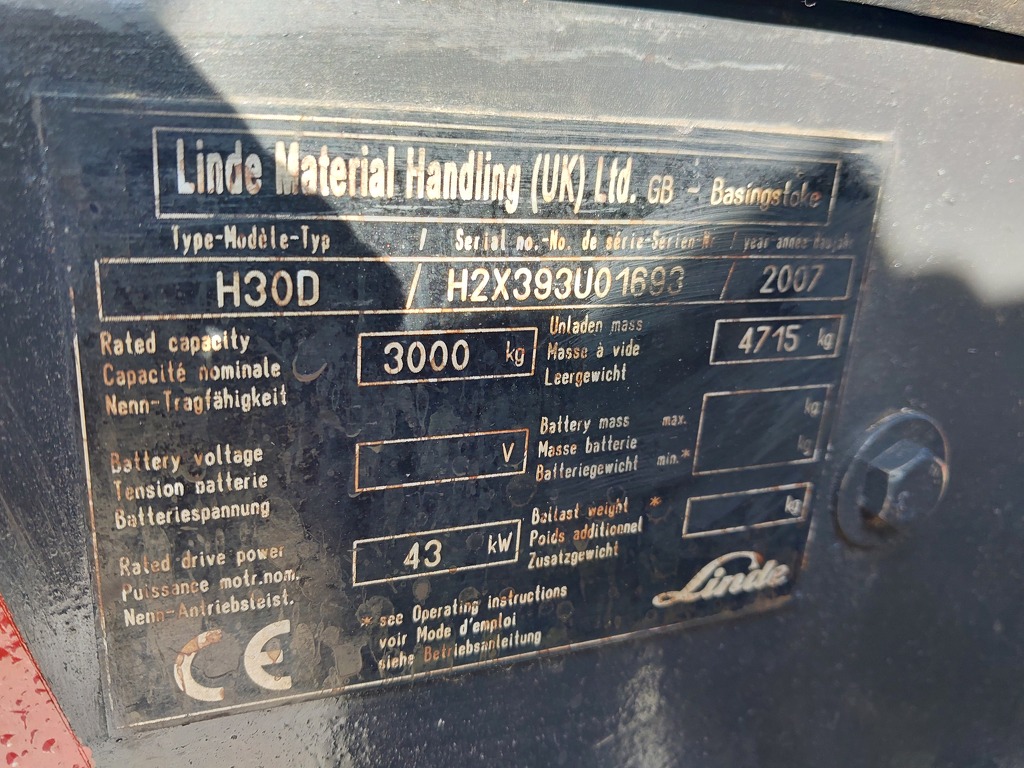 Linde Material Handling (UK) Ltd. GB - Basingstoke
Type-Modèle-Typ / Serial no.-No. de série-Serien-Nr / year annee
H30D / H2X393U01693 / 2007
Rated capacity
Capacité nominale
Nenn-Tragfähigkeit
3000 kg
Unladen mass
Masse à vide
Leergewicht
4715 kg
Battery voltage
Tension batterie
Batteriespannung
V
Battery mass max. kg
Masse batterie
Batteriegewicht min.* kg
Rated drive power
Puissance motr.nom.
Nenn-Antriebsleist.
43 kW
Ballast weight *
Poids additionnel
Zusatzgewicht
kg
* see Operating instructions
voir Mode d'emploi
siehe Betriebsanleitung
CE
Linde